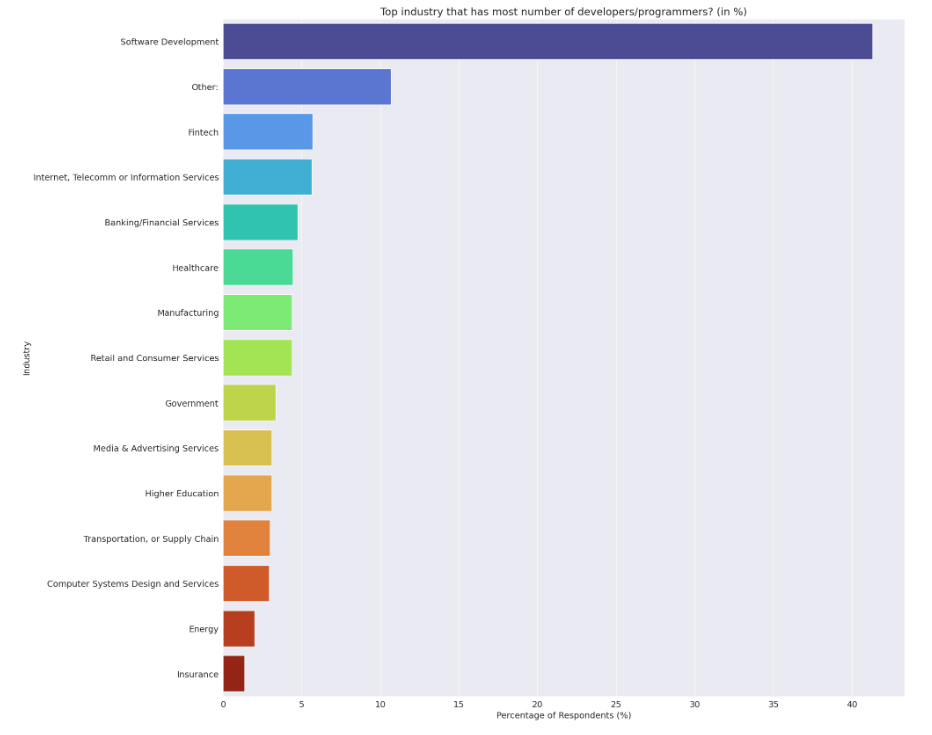 Top industry that has most number of developers/programmers? (in %)
Software Development
Other:
Fintech
Internet, Telecomm or Information Services
Banking/Financial Services
Healthcare
Manufacturing
Retail and Consumer Services
Government
Media & Advertising Services
Higher Education
Transportation, or Supply Chain
Computer Systems Design and Services
Energy
Insurance
Industry
0 5 10 15 20 25 30 35 40
Percentage of Respondents (%)